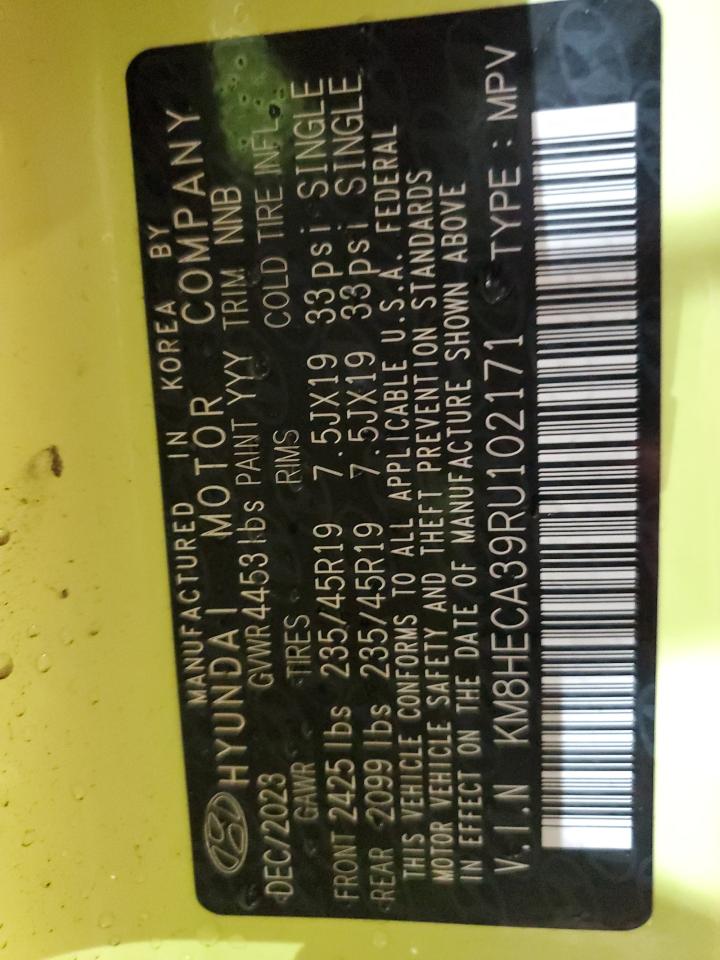 MANUFACTURED IN KOREA BY
HYUNDAI MOTOR COMPANY
DEC/2023 GVWR 4453 lbs PAINT YYY TRIM NNB
GAWR TIRES RIMS COLD TIRE INFL
FRONT 2425 lbs 235/45R19 7.5JX19 33 psi SINGLE
REAR 2099 lbs 235/45R19 7.5JX19 33 psi SINGLE
THIS VEHICLE CONFORMS TO ALL APPLICABLE U.S.A. FEDERAL
MOTOR VEHICLE SAFETY AND THEFT PREVENTION STANDARDS
IN EFFECT ON THE DATE OF MANUFACTURE SHOWN ABOVE
V.I.N KM8HECA39RU102171 TYPE : MPV